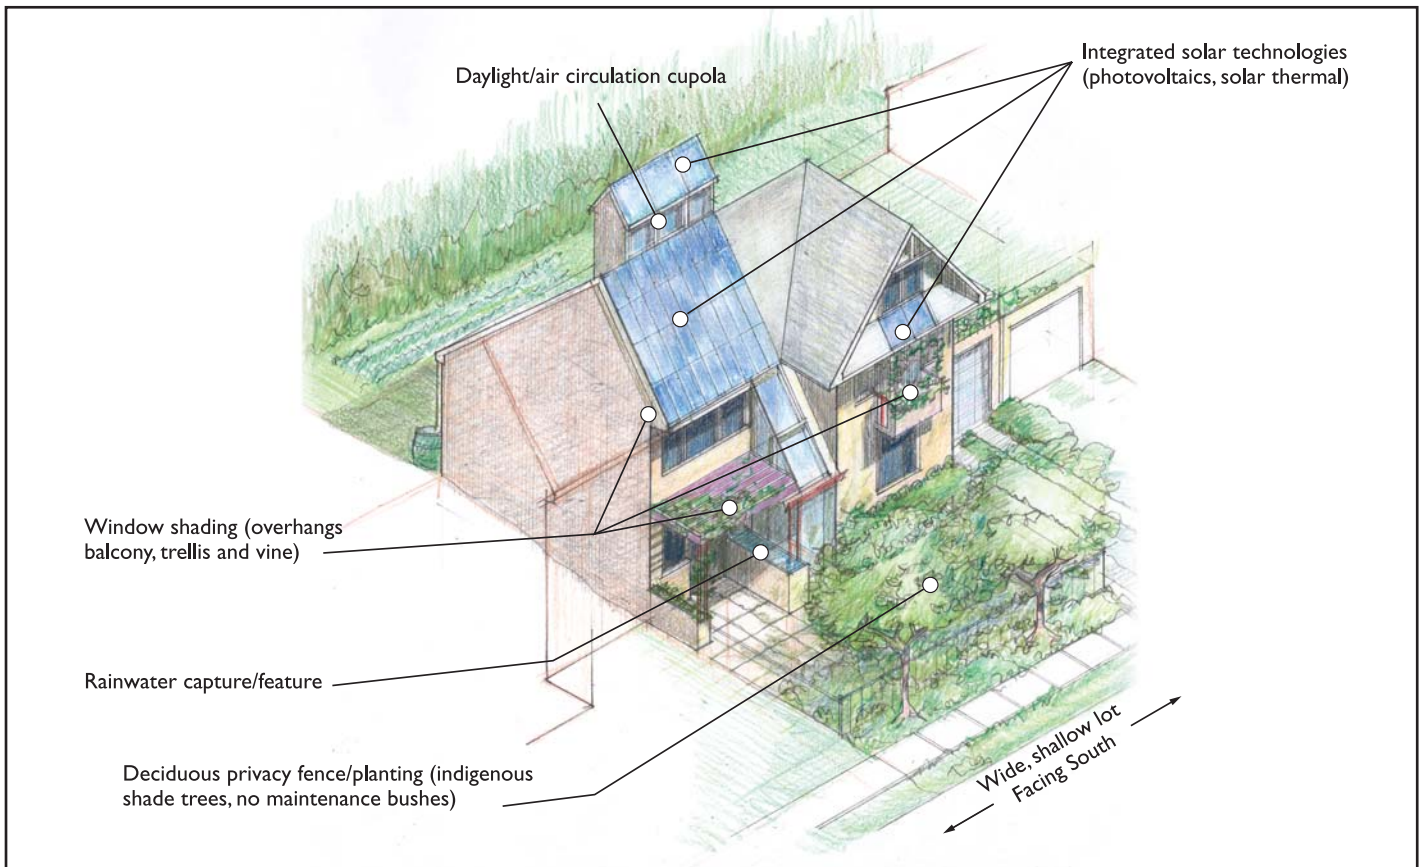 Daylight/air circulation cupola
Integrated solar technologies
(photovoltaics, solar thermal)
Window shading (overhangs
balcony, trellis and vine)
Rainwater capture/feature
Deciduous privacy fence/planting (indigenous
shade trees, no maintenance bushes)
Wide, shallow lot
Facing South